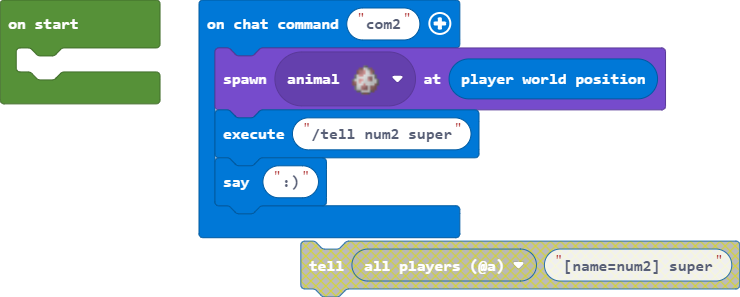 on start
on chat command "com2"
spawn animal at player world position
execute "/tell num2 super"
say ":)"
tell all players (@a) "[name=num2] super"